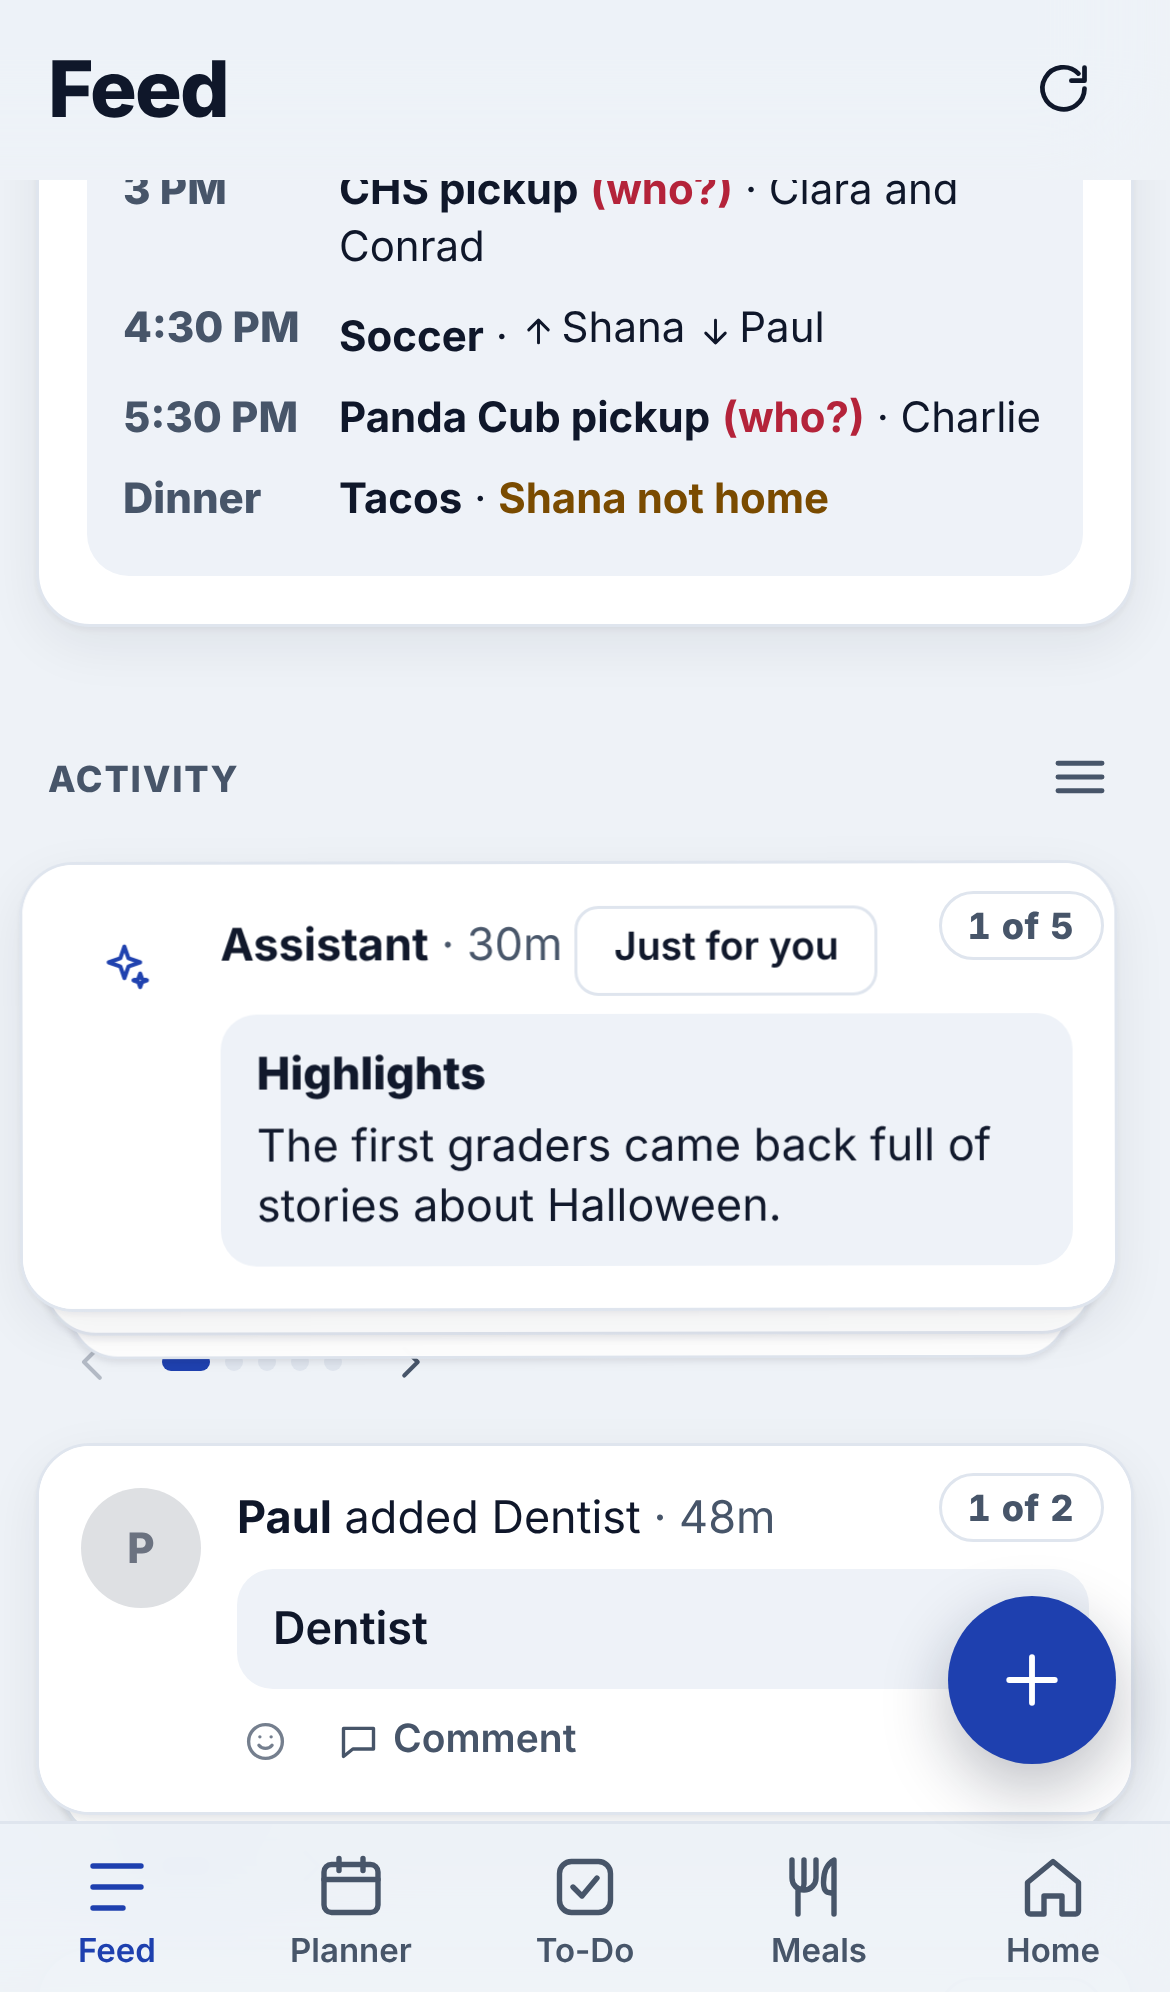 Feed
3 PM CHS pickup (who?) · Clara and
Conrad
4:30 PM Soccer · ↑ Shana ↓ Paul
5:30 PM Panda Cub pickup (who?) · Charlie
Dinner Tacos · Shana not home
ACTIVITY
Assistant · 30m Just for you 1 of 5
Highlights
The first graders came back full of
stories about Halloween.
Paul added Dentist · 48m 1 of 2
P
Dentist
Comment
Feed Planner To-Do Meals Home